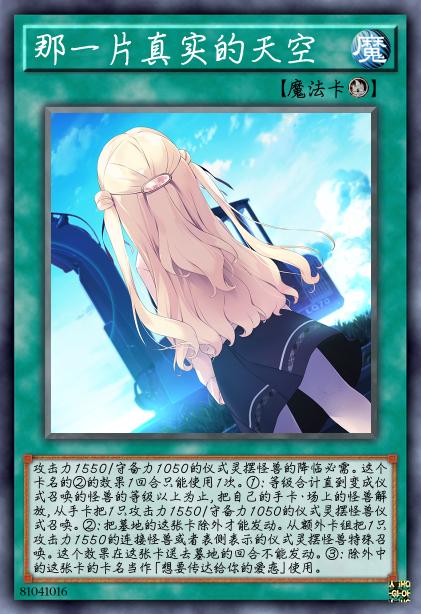 那一片真实的天空
魔
【魔法卡】
攻击力1550/守备力1050的仪式灵摆怪兽的降临必需。这个
卡名的②的效果1回合只能使用1次。①：等级合计直到变成仪
式召唤的怪兽的等级以上为止，把自己的手卡·场上的怪兽解
放，从手卡把1只攻击力1550/守备力1050的仪式灵摆怪兽仪
式召唤。②：把墓地的这张卡除外才能发动。从额外卡组把1只
攻击力1550的连接怪兽或者表侧表示的仪式灵摆怪兽特殊召
唤。这个效果在这张卡送去墓地的回合不能发动。③：除外中
的这张卡的卡名当作「想要传达给你的爱恋」使用。
81041016